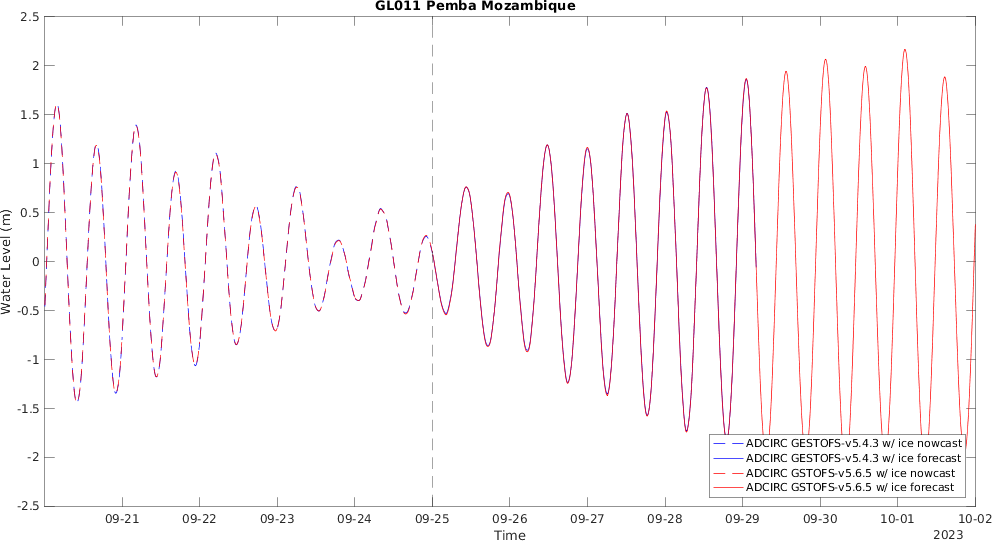 GL011 Pemba Mozambique
2.5
2
1.5
1
0.5
0
-0.5
-1
-1.5
-2
-2.5
Water Level (m)
ADCIRC GESTOFS-v5.4.3 w/ ice nowcast
ADCIRC GESTOFS-v5.4.3 w/ ice forecast
ADCIRC GSTOFS-v5.6.5 w/ ice nowcast
ADCIRC GSTOFS-v5.6.5 w/ ice forecast
09-21 09-22 09-23 09-24 09-25 09-26 09-27 09-28 09-29 09-30 10-01 10-02
Time
2023